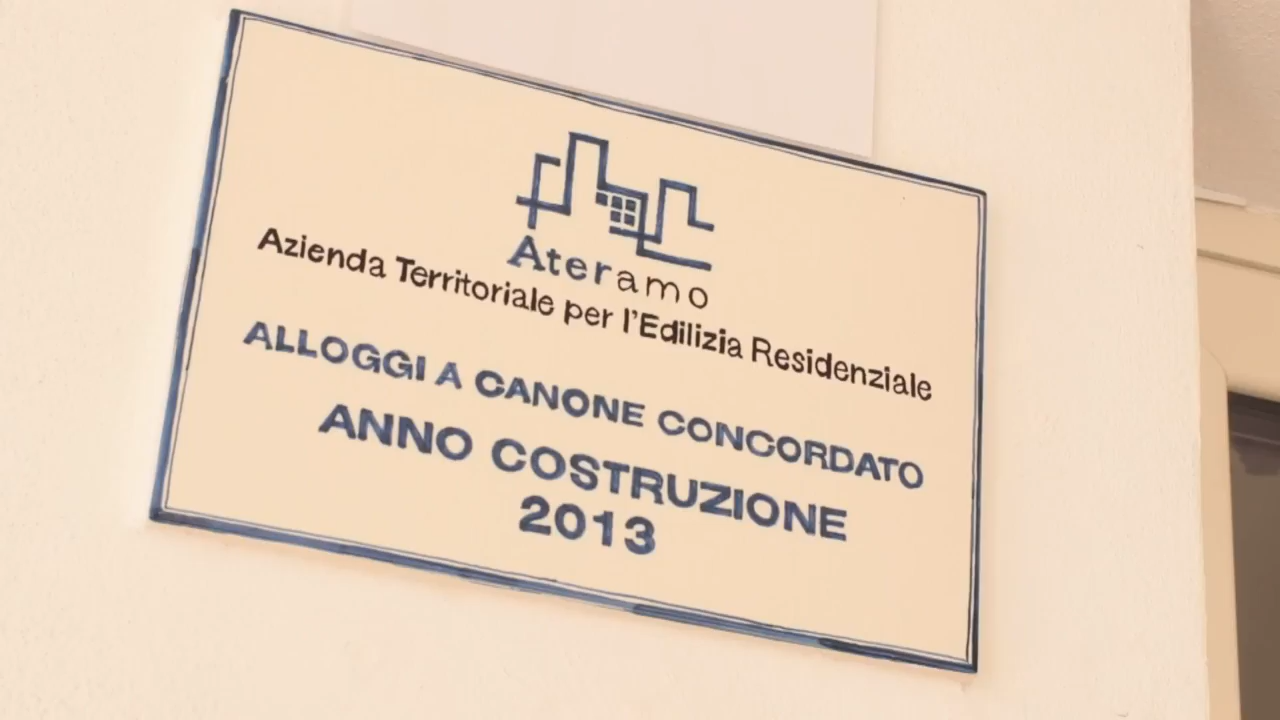 Ateramo
Azienda Territoriale per l'Edilizia Residenziale
ALLOGGI A CANONE CONCORDATO
ANNO COSTRUZIONE
2013